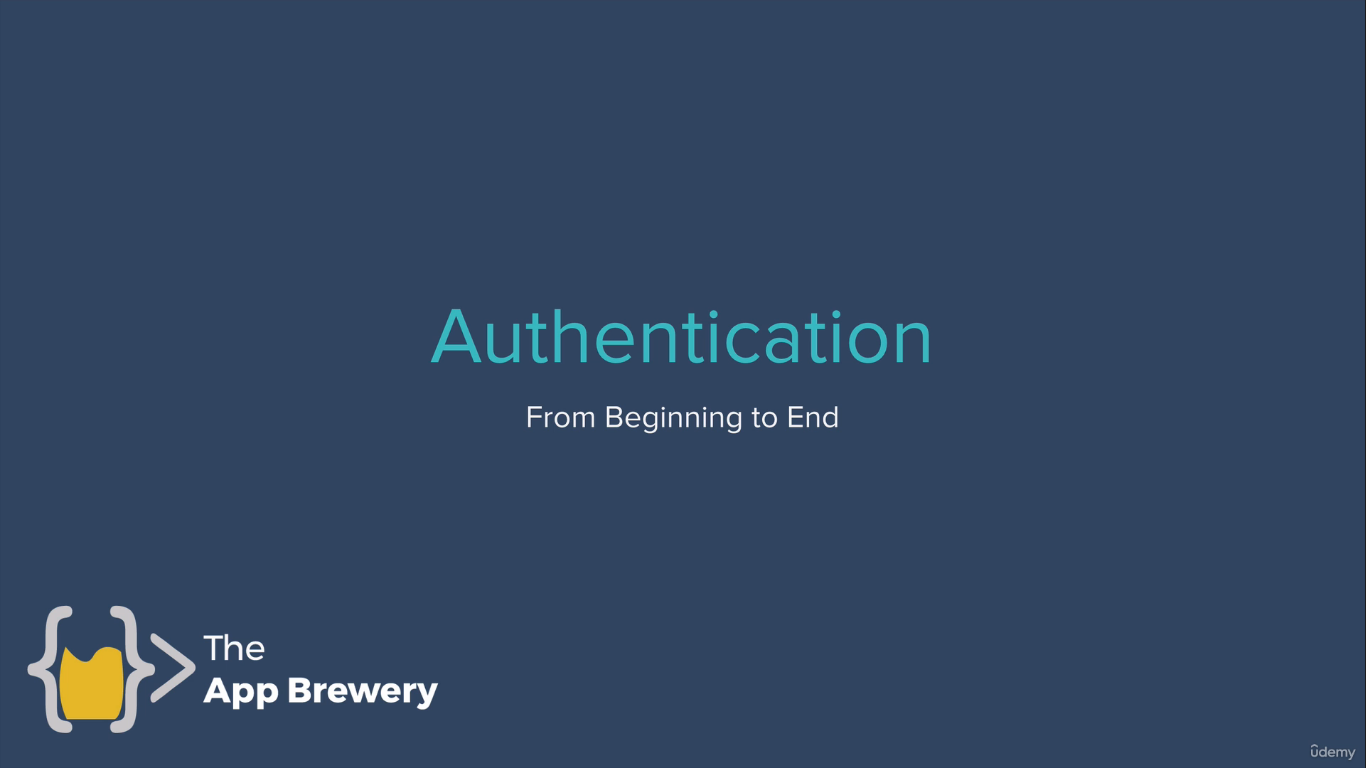 Authentication
From Beginning to End
The
App Brewery
ûdemy